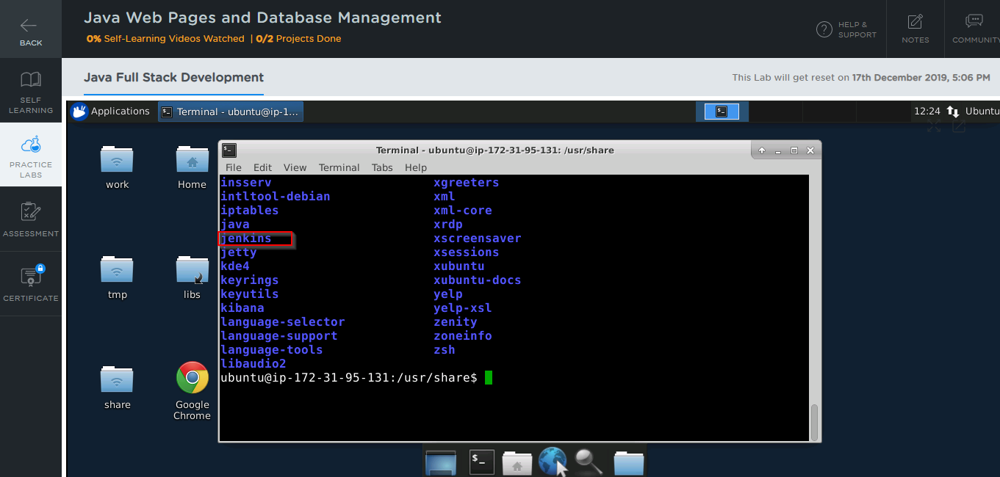 BACK
Java Web Pages and Database Management
0% Self-Learning Videos Watched | 0/2 Projects Done
HELP &
SUPPORT
NOTES
COMMUNITY
SELF
LEARNING
PRACTICE
LABS
ASSESSMENT
CERTIFICATE
Java Full Stack Development
This Lab will get reset on 17th December 2019, 5:06 PM
Applications
Terminal - ubuntu@ip-1...
12:24
Ubuntu
work
Home
tmp
libs
share
Google
Chrome
Terminal - ubuntu@ip-172-31-95-131: /usr/share
File Edit View Terminal Tabs Help
insserv xgreeters
intltool-debian xml
iptables xml-core
java xrdp
jenkins xscreensaver
jetty xsessions
kde4 xubuntu
keyrings xubuntu-docs
keyutils yelp
kibana yelp-xsl
language-selector zenity
language-support zoneinfo
language-tools zsh
libaudio2
ubuntu@ip-172-31-95-131:/usr/share$
$_